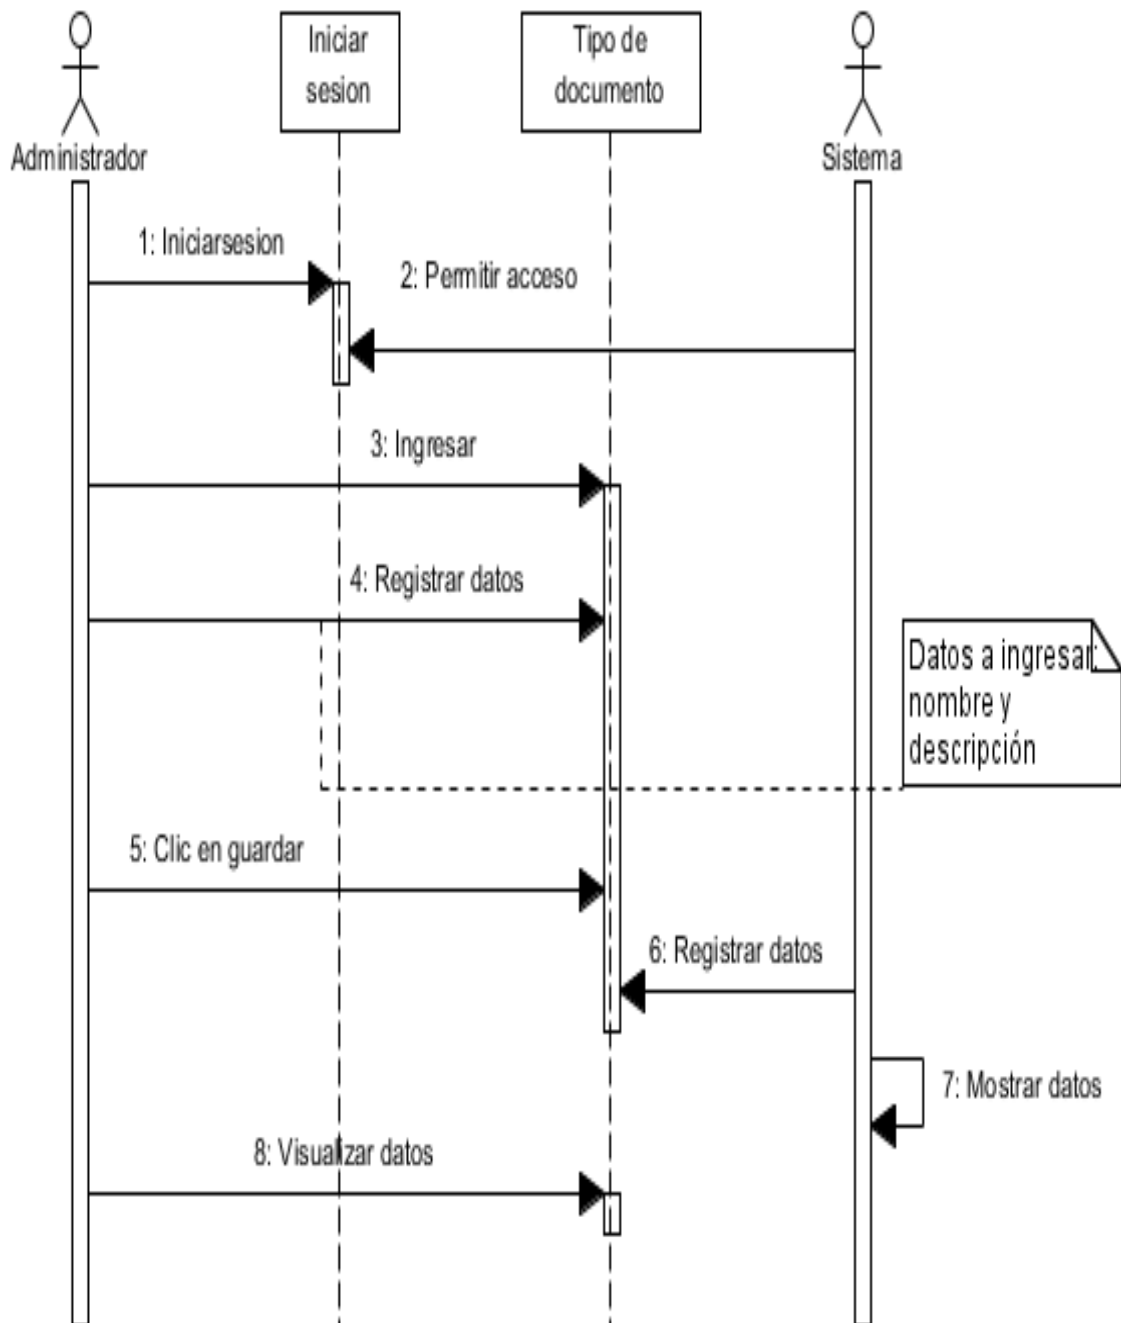 Iniciar
sesion
Tipo de
documento
Administrador
Sistema
1: Iniciarsesion
2: Permitir acceso
3: Ingresar
4: Registrar datos
Datos a ingresar:
nombre y
descripción
5: Clic en guardar
6: Registrar datos
7: Mostrar datos
8: Visualizar datos